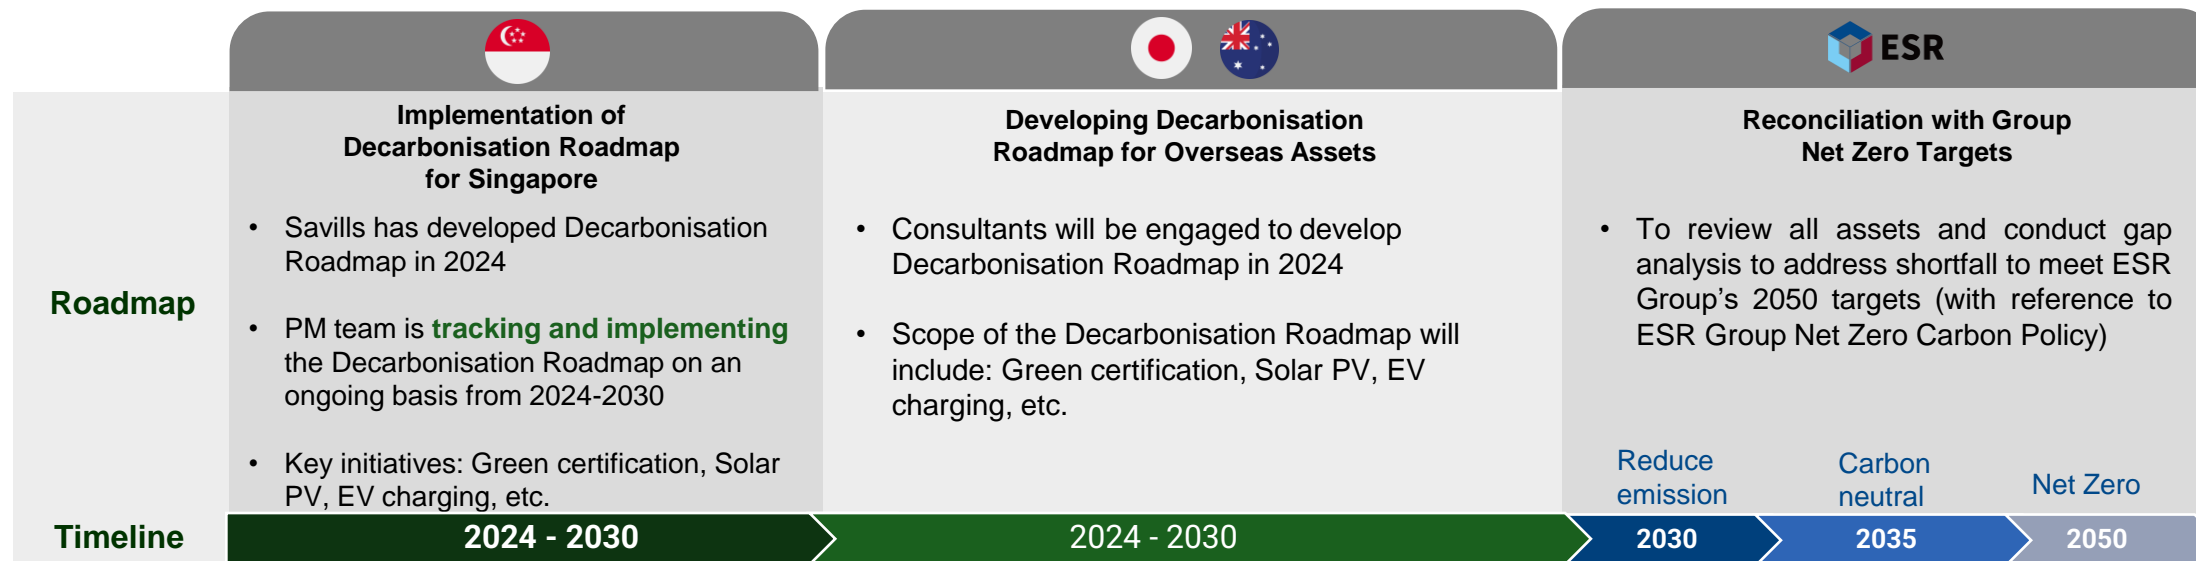 ESR
Implementation of
Decarbonisation Roadmap
for Singapore
Developing Decarbonisation
Roadmap for Overseas Assets
Reconciliation with Group
Net Zero Targets
Roadmap
• Savills has developed Decarbonisation
Roadmap in 2024
• PM team is tracking and implementing
the Decarbonisation Roadmap on an
ongoing basis from 2024-2030
• Key initiatives: Green certification, Solar
PV, EV charging, etc.
• Consultants will be engaged to develop
Decarbonisation Roadmap in 2024
• Scope of the Decarbonisation Roadmap will
include: Green certification, Solar PV, EV
charging, etc.
• To review all assets and conduct gap
analysis to address shortfall to meet ESR
Group’s 2050 targets (with reference to
ESR Group Net Zero Carbon Policy)
Reduce
emission
Carbon
neutral
Net Zero
Timeline
2024 - 2030
2024 - 2030
2030
2035
2050